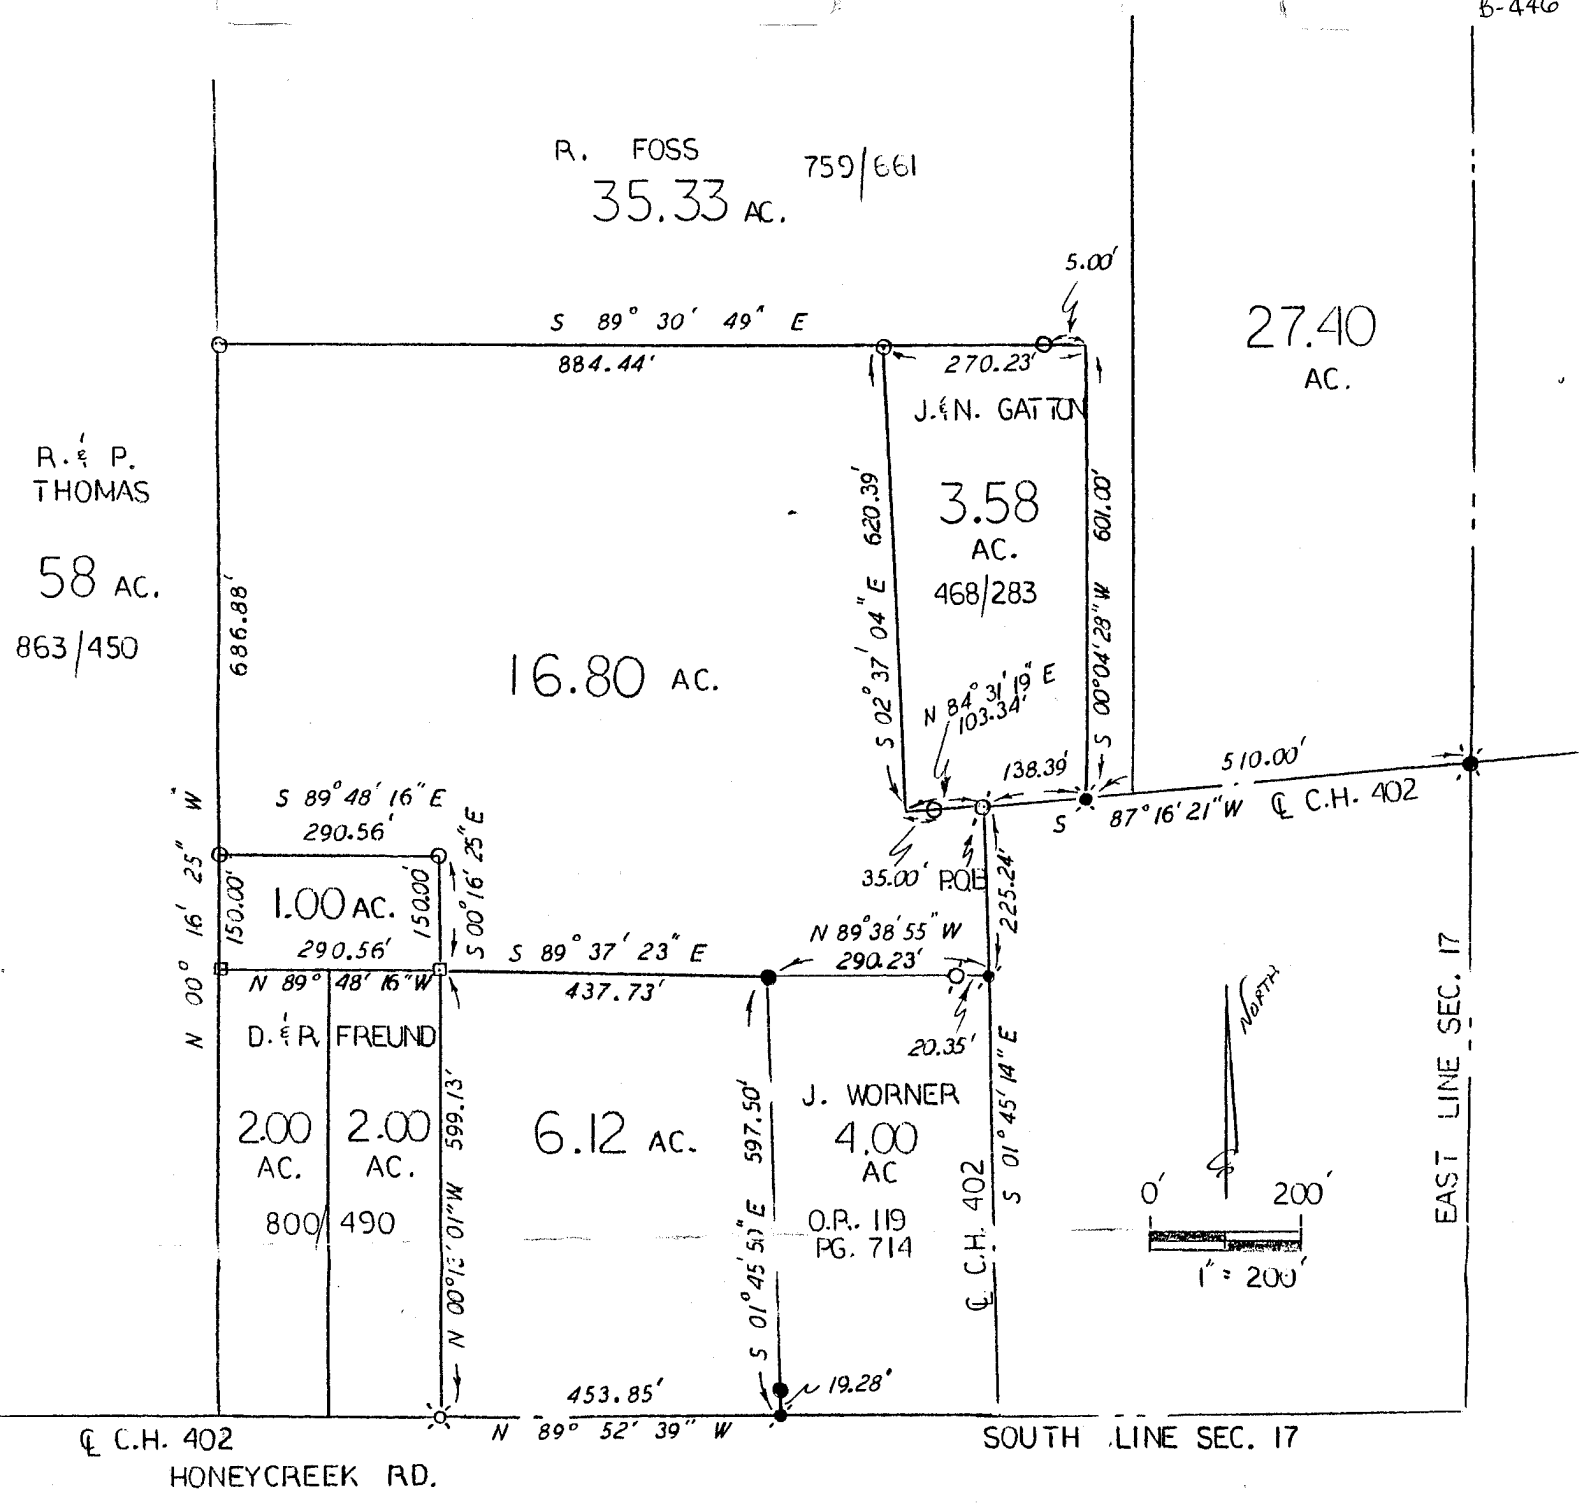 B-446
R. FOSS
759/661
35.33 AC.
5.00'
S 89° 30' 49" E
884.44'
270.23'
27.40
AC.
J. & N. GATTON
R. & P.
THOMAS
58 AC.
863/450
686.88'
S 02° 37' 04" E 620.39'
3.58
AC.
468/283
S 00° 04' 28" W 601.00'
16.80 AC.
N 84° 31' 19" E
103.34'
138.39'
510.00'
S 87° 16' 21" W
℄ C.H. 402
35.00'
P.O.B
225.24'
N 00° 16' 25" W
S 89° 48' 16" E
290.56'
150.00'
1.00 AC.
150.00'
S 00° 16' 25" E
290.56'
N 89° 48' 16" W
S 89° 37' 23" E
437.73'
N 89° 38' 55" W
290.23'
20.35'
D. & R. FREUND
2.00
AC.
2.00
AC.
800/490
599.13'
6.12 AC.
S 01° 45' 50" E 597.50'
J. WORNER
4.00
AC
O.R. 119
PG. 714
℄ C.H. 402
S 01° 45' 14" E
NORTH
0' 200'
1" = 200'
EAST LINE SEC. 17
453.85'
19.28'
N 89° 52' 39" W
℄ C.H. 402
HONEYCREEK RD.
SOUTH LINE SEC. 17